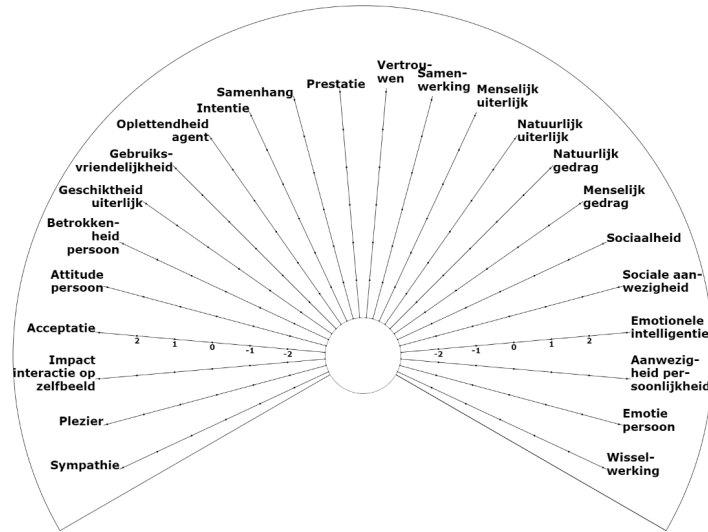 Vertrou-
wen
Samen-
werking
Prestatie
Samenhang
Menselijk
uiterlijk
Intentie
Oplettendheid
agent
Natuurlijk
uiterlijk
Gebruiks-
vriendelijkheid
Natuurlijk
gedrag
Geschiktheid
uiterlijk
Menselijk
gedrag
Betrokken-
heid
persoon
Sociaalheid
Attitude
persoon
Sociale aan-
wezigheid
Acceptatie
2 1 0 -1 -2
-2 -1 0 1 2
Emotionele
intelligentie
Impact
interactie op
zelfbeeld
Aanwezig-
heid per-
soonlijkheid
Plezier
Emotie
persoon
Sympathie
Wissel-
werking